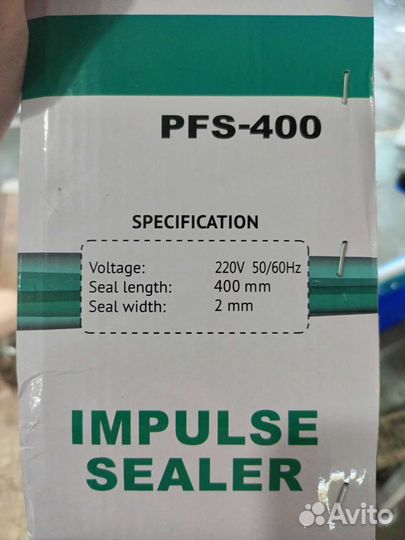 PFS-400
SPECIFICATION
Voltage: 220V 50/60Hz
Seal length: 400 mm
Seal width: 2 mm
IMPULSE
SEALER
Avito